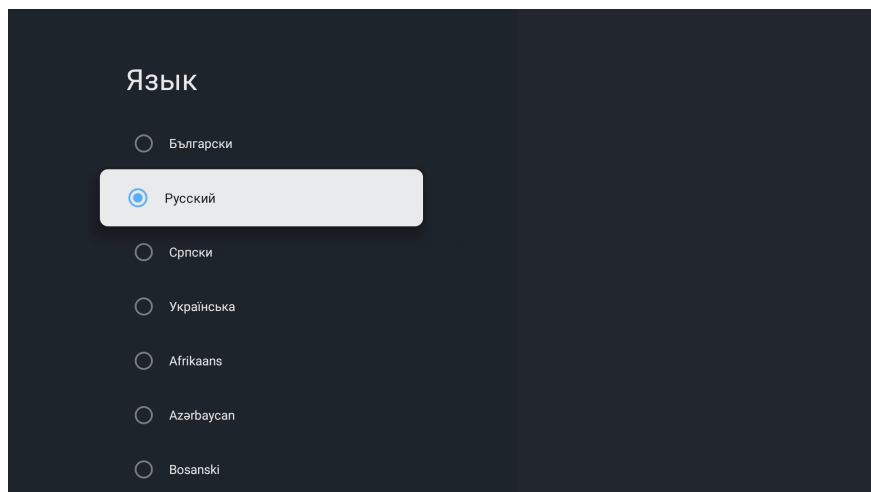 Язык
Български
Русский
Српски
Українська
Afrikaans
Azərbaycan
Bosanski